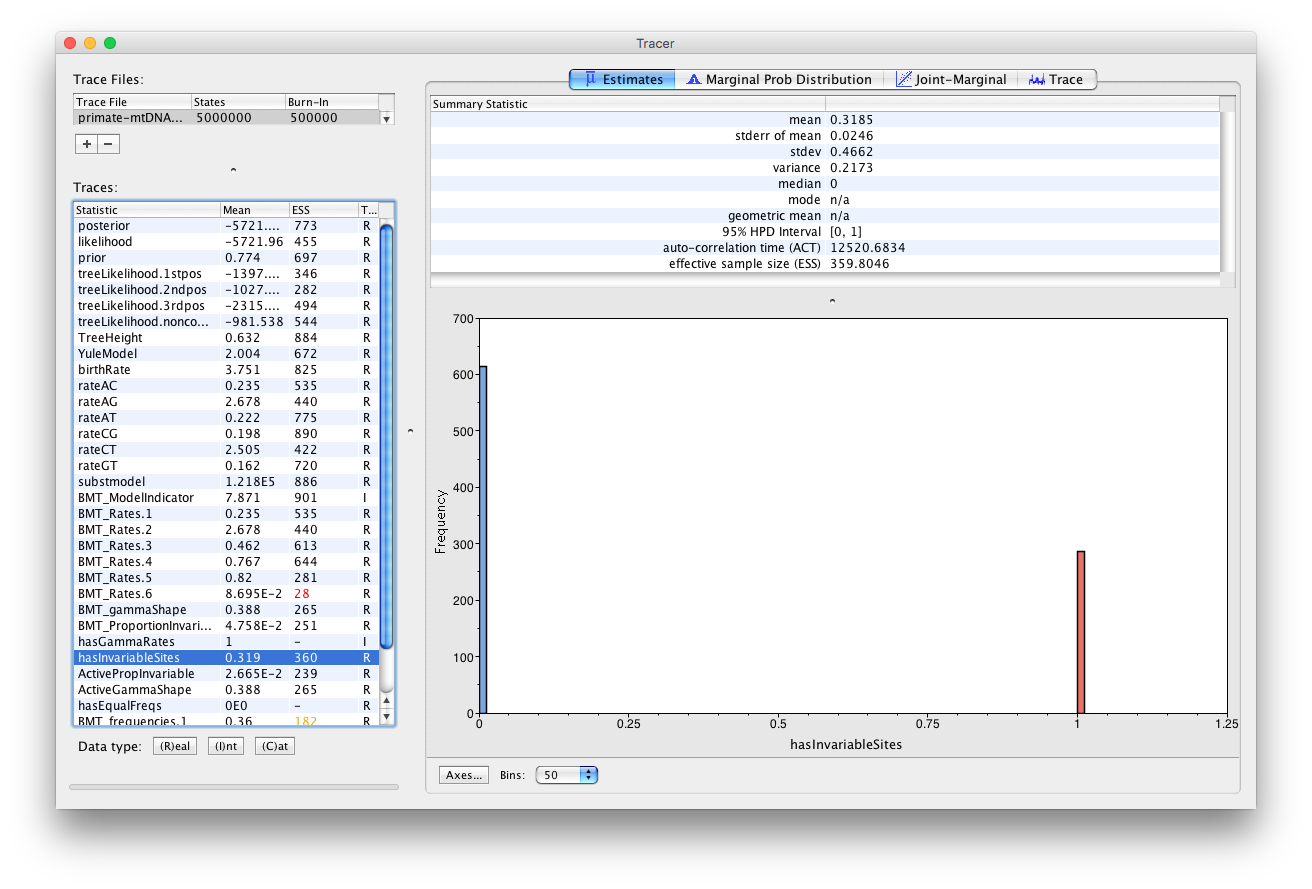 Tracer
Trace Files:
Trace File States Burn-In
primate-mtDNA... 5000000 500000
+ −
Traces:
Statistic Mean ESS T...
posterior -5721.... 773 R
likelihood -5721.96 455 R
prior 0.774 697 R
treeLikelihood.1stpos -1397.... 346 R
treeLikelihood.2ndpos -1027.... 282 R
treeLikelihood.3rdpos -2315.... 494 R
treeLikelihood.nonco... -981.538 544 R
TreeHeight 0.632 884 R
YuleModel 2.004 672 R
birthRate 3.751 825 R
rateAC 0.235 535 R
rateAG 2.678 440 R
rateAT 0.222 775 R
rateCG 0.198 890 R
rateCT 2.505 422 R
rateGT 0.162 720 R
substmodel 1.218E5 886 R
BMT_ModelIndicator 7.871 901 I
BMT_Rates.1 0.235 535 R
BMT_Rates.2 2.678 440 R
BMT_Rates.3 0.462 613 R
BMT_Rates.4 0.767 644 R
BMT_Rates.5 0.82 281 R
BMT_Rates.6 8.695E-2 28 R
BMT_gammaShape 0.388 265 R
BMT_ProportionInvari... 4.758E-2 251 R
hasGammaRates 1 - I
hasInvariableSites 0.319 360 R
ActivePropInvariable 2.665E-2 239 R
ActiveGammaShape 0.388 265 R
hasEqualFreqs 0E0 - R
BMT_frequencies.1 0.36 182 R
Data type: (R)eal (I)nt (C)at
Estimates Marginal Prob Distribution Joint-Marginal Trace
Summary Statistic
mean 0.3185
stderr of mean 0.0246
stdev 0.4662
variance 0.2173
median 0
mode n/a
geometric mean n/a
95% HPD Interval [0, 1]
auto-correlation time (ACT) 12520.6834
effective sample size (ESS) 359.8046
700
600
500
400
300
200
100
0
Frequency
0 0.25 0.5 0.75 1 1.25
hasInvariableSites
Axes... Bins: 50